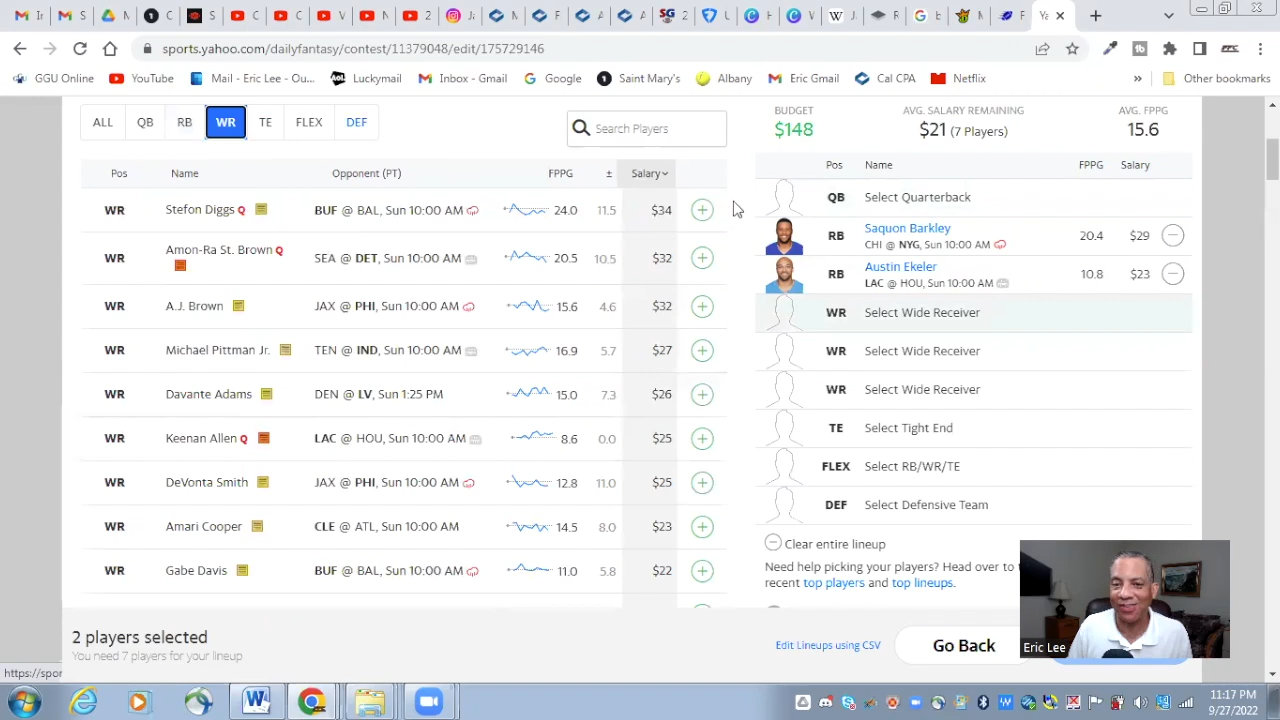 sports.yahoo.com/dailyfantasy/contest/11379048/edit/175729146
GGU Online YouTube Mail - Eric Lee - Ou... Luckymail Inbox - Gmail Google Saint Mary's Albany Eric Gmail Cal CPA Netflix » Other bookmarks
ALL QB RB WR TE FLEX DEF
Search Players
BUDGET AVG. SALARY REMAINING AVG. FPPG
$148 $21 (7 Players) 15.6
Pos Name Opponent (PT) FPPG ± Salary
Pos Name FPPG Salary
WR Stefon Diggs Q BUF @ BAL, Sun 10:00 AM 24.0 11.5 $34
WR Amon-Ra St. Brown Q SEA @ DET, Sun 10:00 AM 20.5 10.5 $32
WR A.J. Brown JAX @ PHI, Sun 10:00 AM 15.6 4.6 $32
WR Michael Pittman Jr. TEN @ IND, Sun 10:00 AM 16.9 5.7 $27
WR Davante Adams DEN @ LV, Sun 1:25 PM 15.0 7.3 $26
WR Keenan Allen Q LAC @ HOU, Sun 10:00 AM 8.6 0.0 $25
WR DeVonta Smith JAX @ PHI, Sun 10:00 AM 12.8 11.0 $25
WR Amari Cooper CLE @ ATL, Sun 10:00 AM 14.5 8.0 $23
WR Gabe Davis BUF @ BAL, Sun 10:00 AM 11.0 5.8 $22
QB Select Quarterback
RB Saquon Barkley 20.4 $29
CHI @ NYG, Sun 10:00 AM
RB Austin Ekeler 10.8 $23
LAC @ HOU, Sun 10:00 AM
WR Select Wide Receiver
WR Select Wide Receiver
WR Select Wide Receiver
TE Select Tight End
FLEX Select RB/WR/TE
DEF Select Defensive Team
Clear entire lineup
Need help picking your players? Head over to
recent top players and top lineups.
2 players selected
You need 7 players for your lineup
Edit Lineups using CSV
Go Back
Eric Lee
https://spor
11:17 PM
9/27/2022